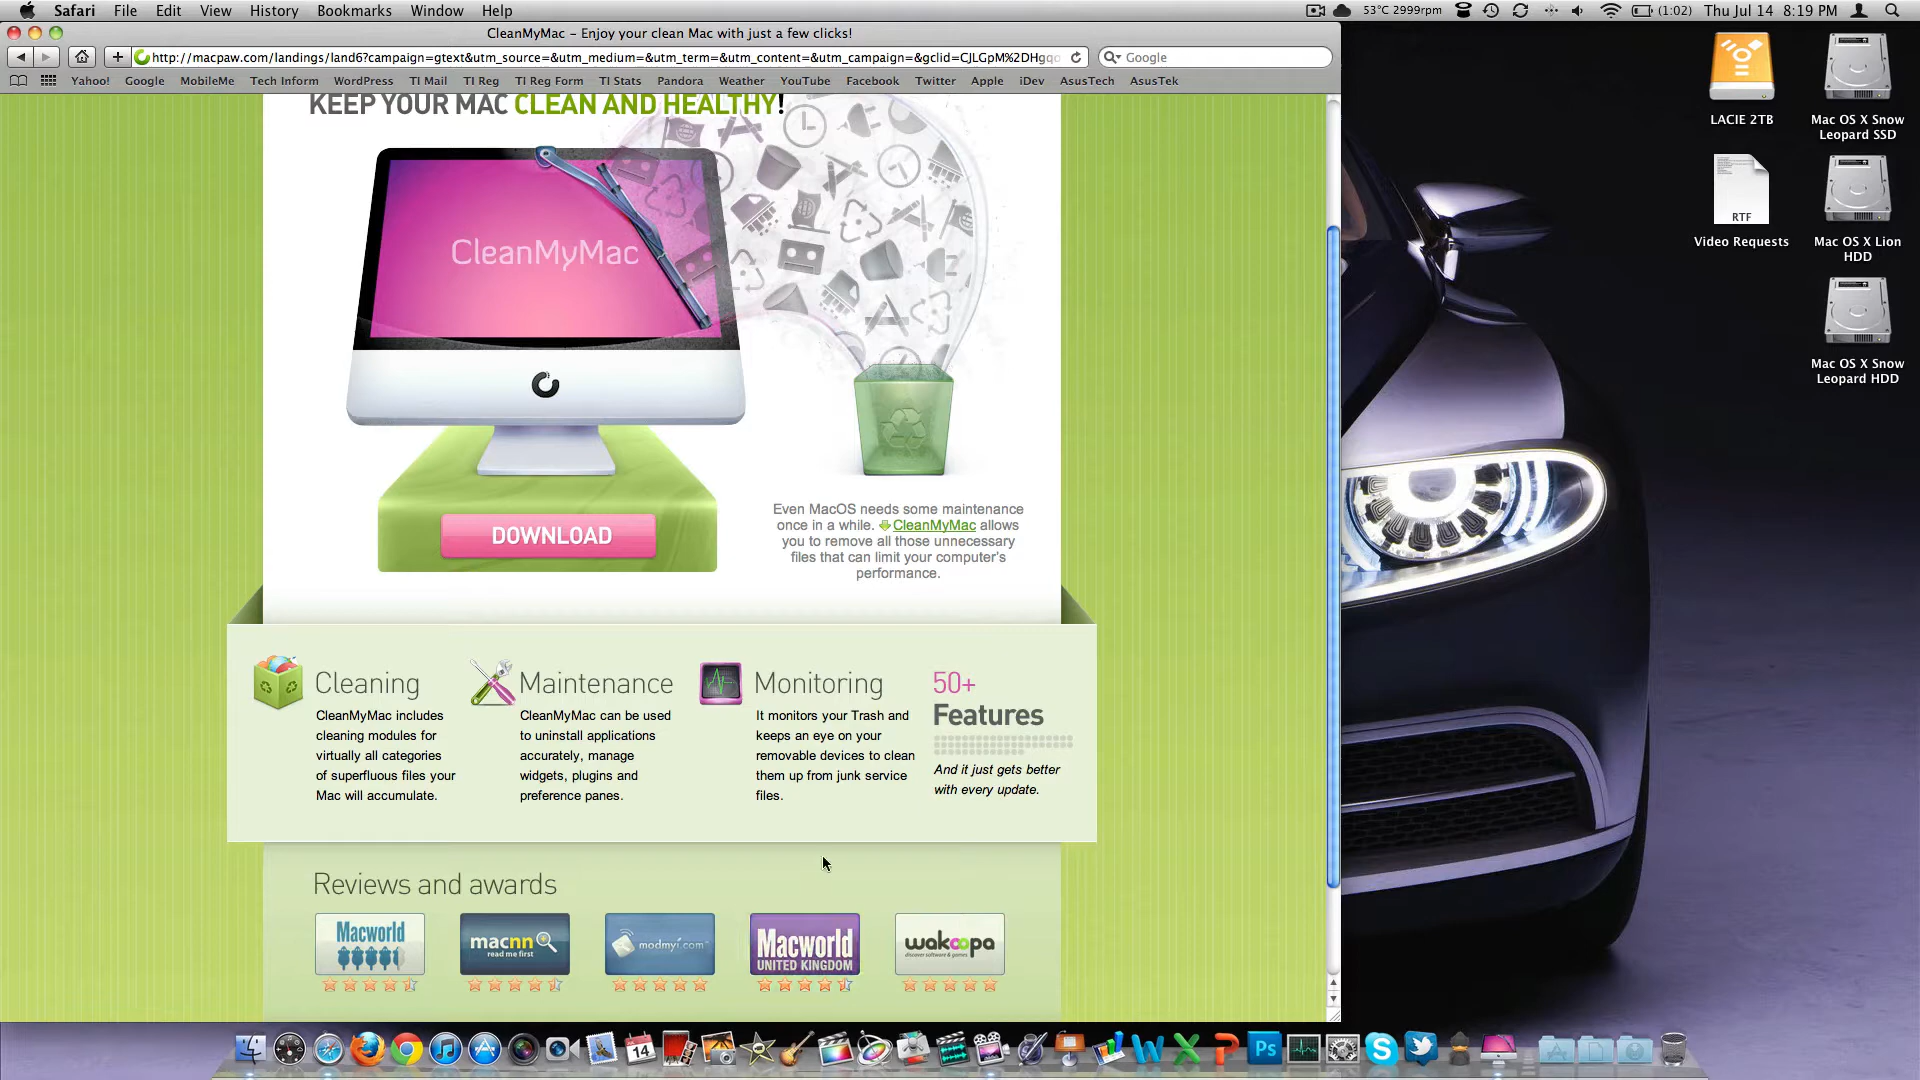 Safari File Edit View History Bookmarks Window Help
53°C 2999rpm (1:02) Thu Jul 14 8:19 PM
CleanMyMac – Enjoy your clean Mac with just a few clicks!
http://macpaw.com/landings/land6?campaign=gtext&utm_source=&utm_medium=&utm_term=&utm_content=&utm_campaign=&gclid=CJLGpM%2DHgqo
Google
Yahoo! Google MobileMe Tech Inform WordPress TI Mail TI Reg TI Reg Form TI Stats Pandora Weather YouTube Facebook Twitter Apple iDev AsusTech AsusTek
KEEP YOUR MAC CLEAN AND HEALTHY!
CleanMyMac
DOWNLOAD
Even MacOS needs some maintenance
once in a while. CleanMyMac allows
you to remove all those unnecessary
files that can limit your computer's
performance.
Cleaning
CleanMyMac includes
cleaning modules for
virtually all categories
of superfluous files your
Mac will accumulate.
Maintenance
CleanMyMac can be used
to uninstall applications
accurately, manage
widgets, plugins and
preference panes.
Monitoring
It monitors your Trash and
keeps an eye on your
removable devices to clean
them up from junk service
files.
50+
Features
And it just gets better
with every update.
Reviews and awards
Macworld
macnn
read me first
modmyi.com
Macworld
UNITED KINGDOM
wakoopa
discover software & games
LACIE 2TB
Mac OS X Snow
Leopard SSD
RTF
Video Requests
Mac OS X Lion
HDD
Mac OS X Snow
Leopard HDD
14
Ps